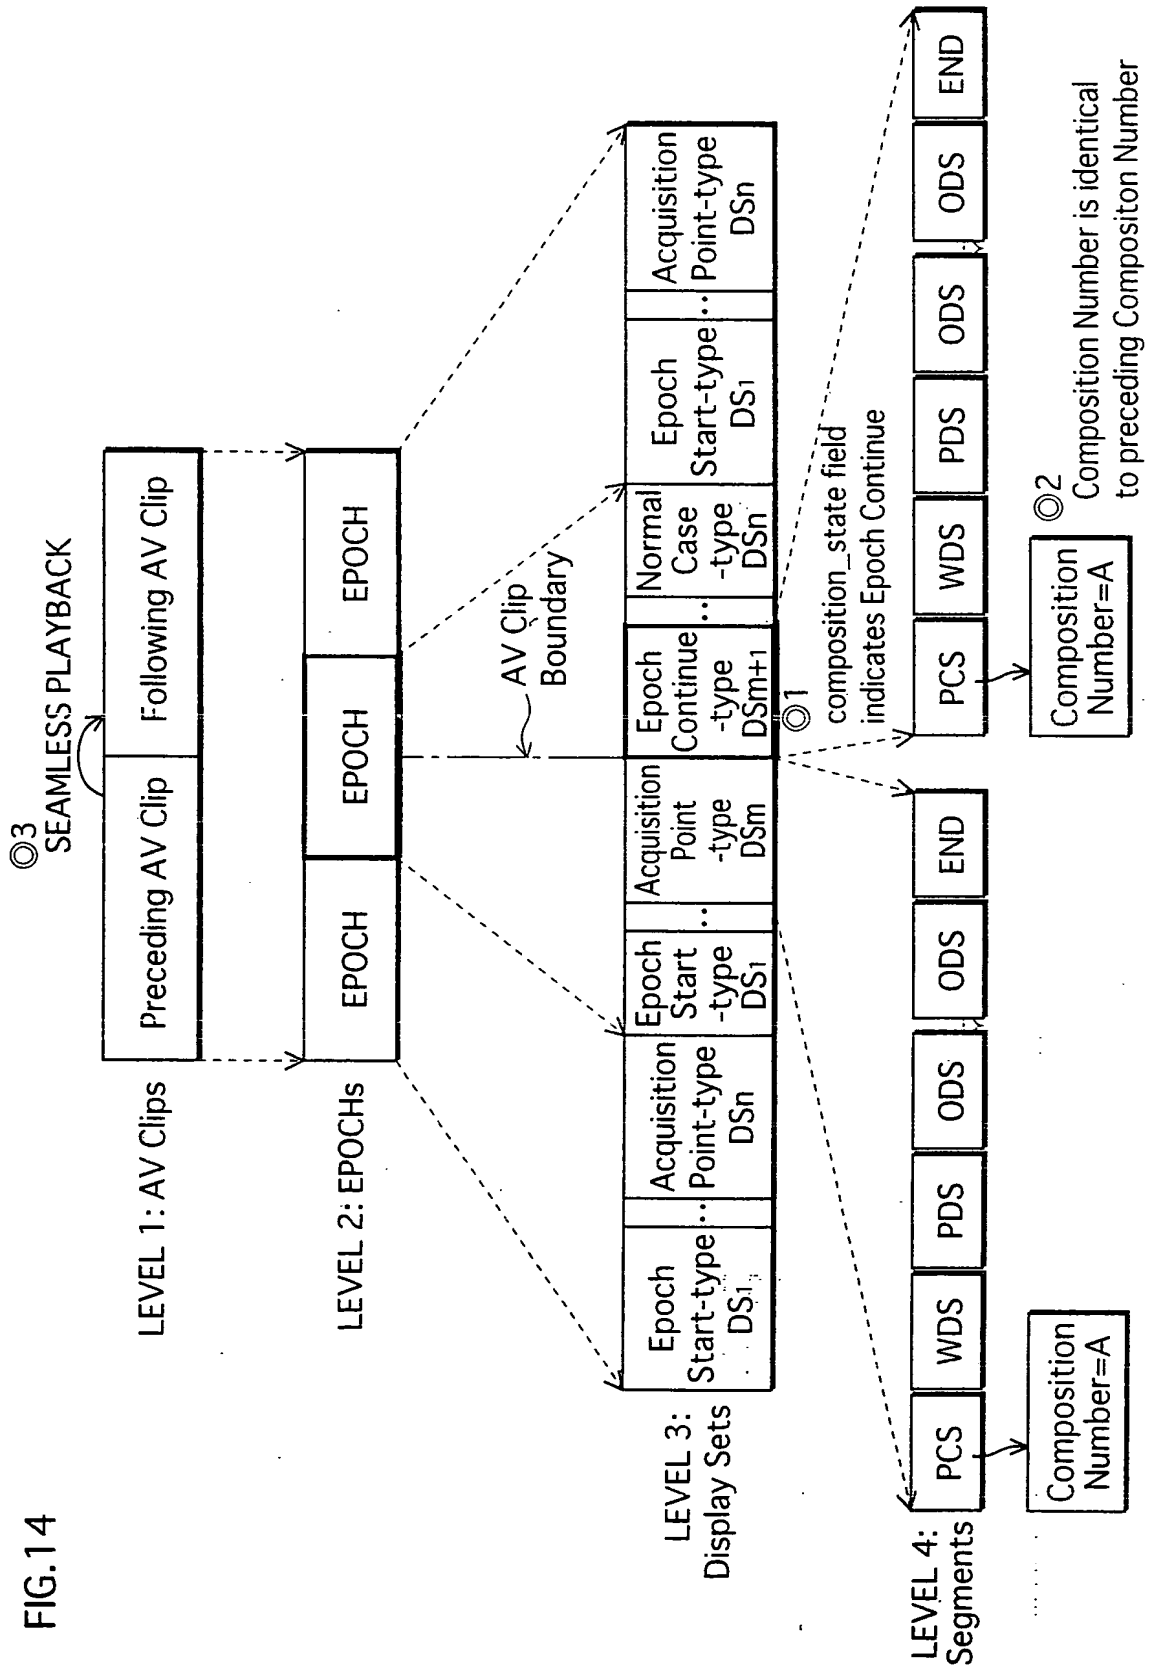 FIG.14
◎3
SEAMLESS PLAYBACK
LEVEL 1: AV Clips
Preceding AV Clip
Following AV Clip
LEVEL 2: EPOCHs
EPOCH
EPOCH
EPOCH
AV Clip
Boundary
LEVEL 3:
Display Sets
Epoch
Start-type
DS1
...
Acquisition
Point-type
DSn
Epoch
Start
-type
DS1
...
Acquisition
Point
-type
DSm
Epoch
Continue
-type
DSm+1
...
Normal
Case
-type
DSn
Epoch
Start-type
DS1
...
Acquisition
Point-type
DSn
◎1
composition_state field
indicates Epoch Continue
LEVEL 4:
Segments
PCS
WDS
PDS
ODS
ODS
END
PCS
WDS
PDS
ODS
ODS
END
Composition
Number=A
Composition
Number=A
◎2
Composition Number is identical
to preceding Compositon Number